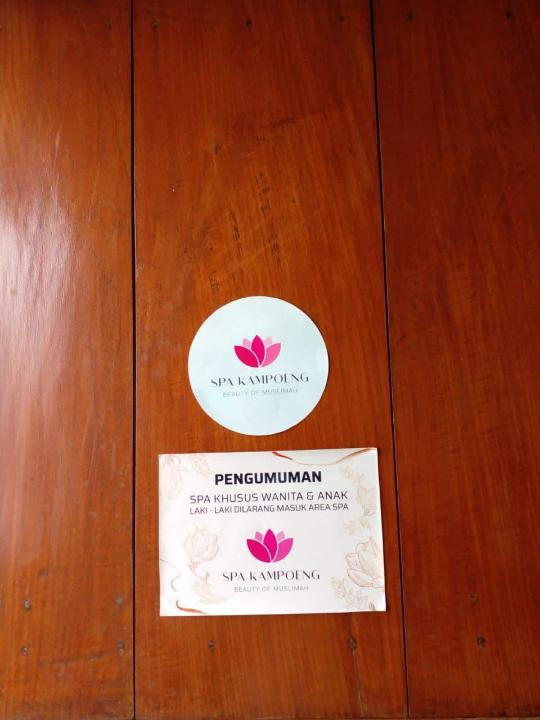 SPA KAMPOENG
BEAUTY OF MUSLIMAH
PENGUMUMAN
SPA KHUSUS WANITA & ANAK
LAKI - LAKI DILARANG MASUK AREA SPA
SPA KAMPOENG
BEAUTY OF MUSLIMAH